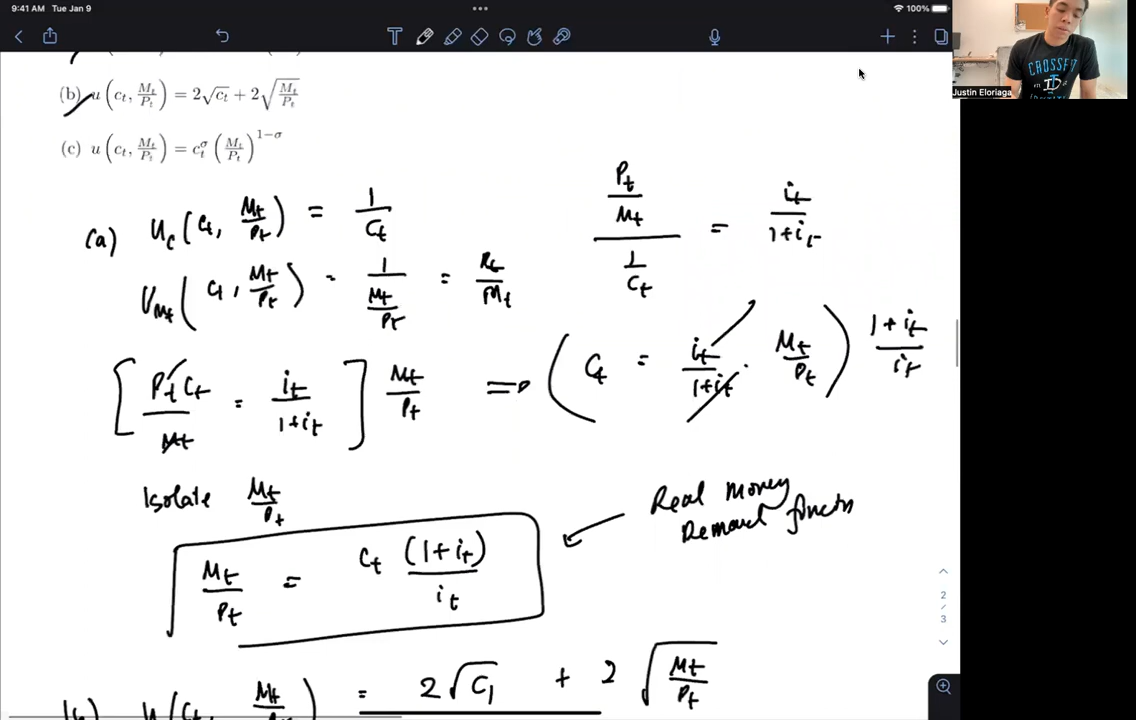 9:41 AM Tue Jan 9
100%
(b) u(c_t, M_t/P_t) = 2√c_t + 2√(M_t/P_t)
(c) u(c_t, M_t/P_t) = c_t^σ (M_t/P_t)^(1−σ)
(a) U_c(C_t, M_t/P_t) = 1/C_t
(P_t/M_t)/(1/C_t) = i_t/(1+i_t)
U_Mt(C_t, M_t/P_t) = 1/(M_t/P_t) = P_t/M_t
[P_t C_t/M_t = i_t/(1+i_t)] M_t/P_t ⇒ (C_t = i_t/(1+i_t) · M_t/P_t) (1+i_t)/i_t
Isolate M_t/P_t
Real Money
Demand
M_t/P_t = C_t (1+i_t)/i_t
U(C_t, M_t/P_t) = 2√C_t + 2√(M_t/P_t)
2
/
3
T
Justin Eloriaga
CROSSFIT